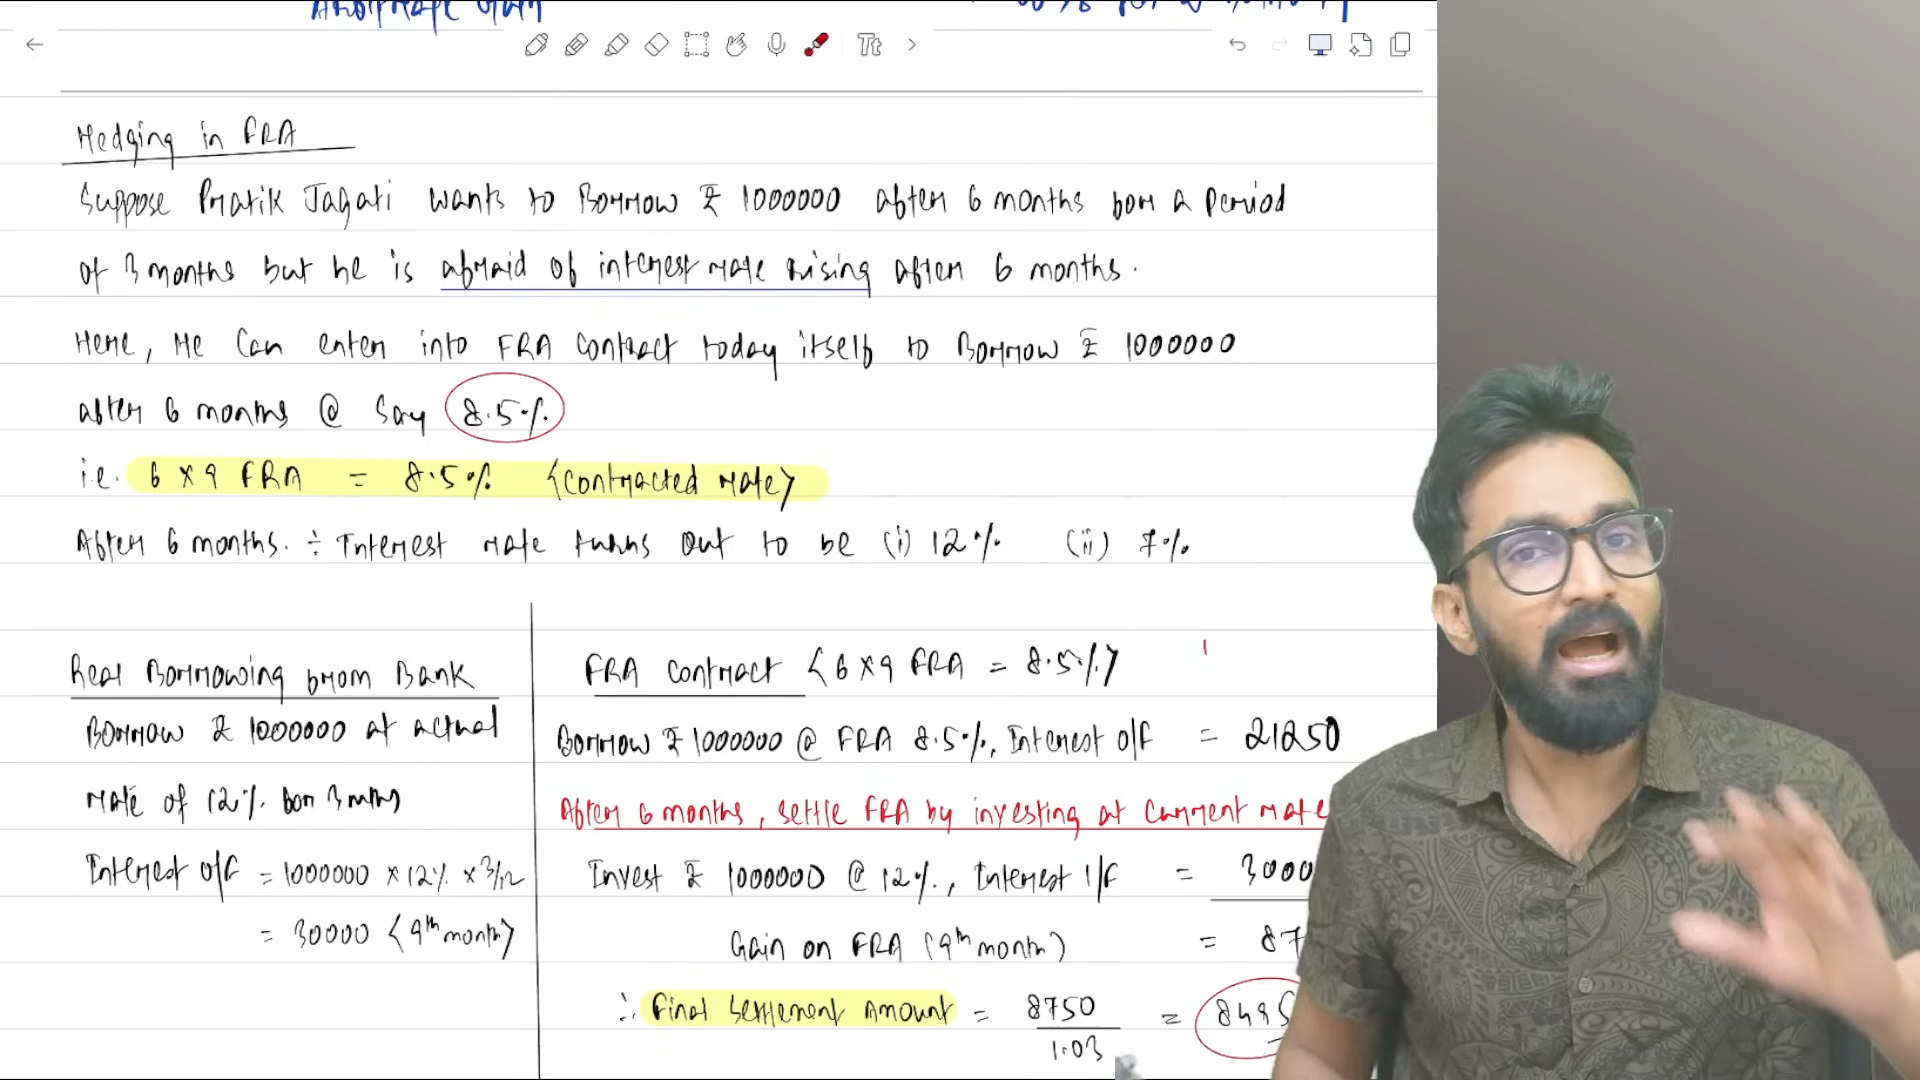 Hedging in FRA
Suppose Pratik Jagati wants to Borrow ₹ 1000000 after 6 months for a Period
of 3 months but he is afraid of interest rate rising after 6 months.
Here, He Can enter into FRA Contract today itself to Borrow ₹ 1000000
after 6 months @ Say 8.5%
i.e. 6 x 9 FRA = 8.5% <Contracted rate>
After 6 months. ÷ Interest rate turns out to be (i) 12% (ii) 7%
Real Borrowing from Bank
Borrow ₹ 1000000 at actual
rate of 12% for 3 mths
Interest o/f = 1000000 x 12% x 3/12
= 30000 <9th month>
FRA Contract <6 x 9 FRA = 8.5%>
Borrow ₹ 1000000 @ FRA 8.5%, Interest o/f = 21250
After 6 months, settle FRA by investing at Current rate
Invest ₹ 1000000 @ 12%, Interest I/f = 3000
Gain on FRA (9th month) = 87
∴ Final Settlement Amount = 8750 / 1.03 = 8495
Tt